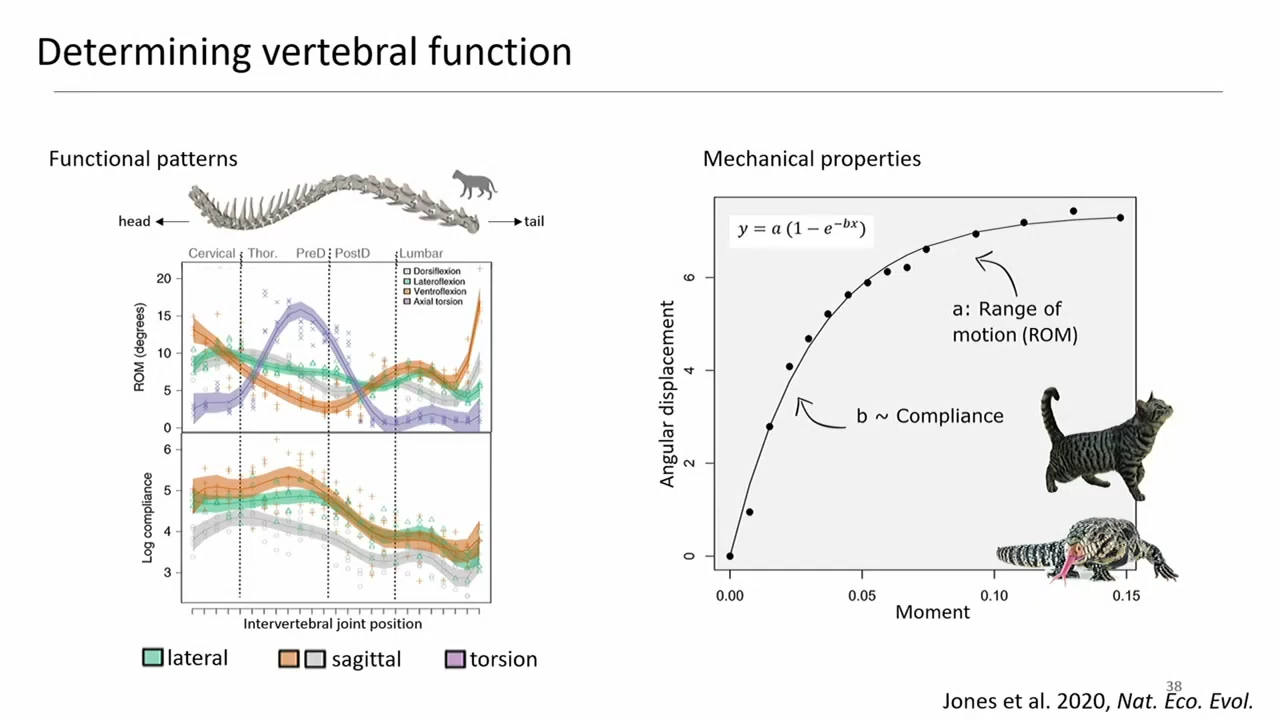 Determining vertebral function
Functional patterns
head
tail
Cervical
Thor.
PreD
PostD
Lumbar
Dorsiflexion
Lateroflexion
Ventroflexion
Axial torsion
ROM (degrees)
20
15
10
5
0
Log compliance
6
5
4
3
Intervertebral joint position
lateral
sagittal
torsion
Mechanical properties
y = a (1 − e^{-bx})
a: Range of
motion (ROM)
b ~ Compliance
Angular displacement
6
4
2
0
0.00
0.05
0.10
0.15
Moment
38
Jones et al. 2020, Nat. Eco. Evol.